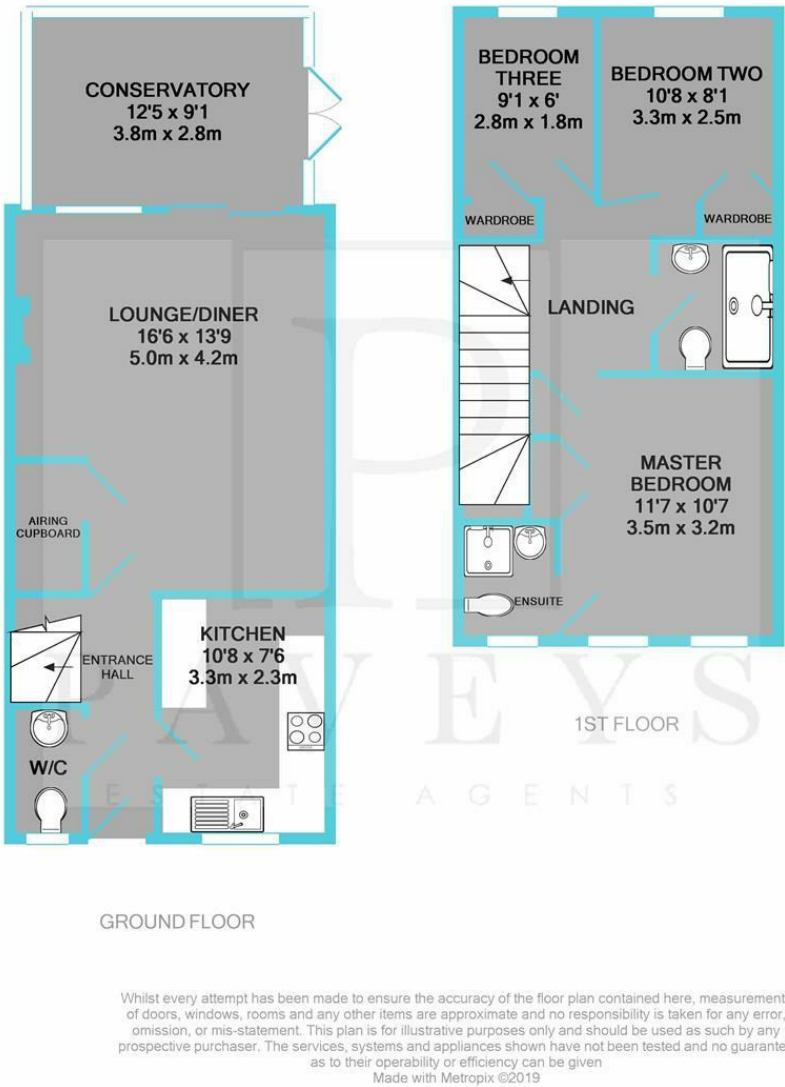 CONSERVATORY
12'5 x 9'1
3.8m x 2.8m
LOUNGE/DINER
16'6 x 13'9
5.0m x 4.2m
AIRING
CUPBOARD
ENTRANCE
HALL
KITCHEN
10'8 x 7'6
3.3m x 2.3m
W/C
GROUND FLOOR
BEDROOM
THREE
9'1 x 6'
2.8m x 1.8m
BEDROOM TWO
10'8 x 8'1
3.3m x 2.5m
WARDROBE
WARDROBE
LANDING
MASTER
BEDROOM
11'7 x 10'7
3.5m x 3.2m
ENSUITE
1ST FLOOR
P
PAVEYS
ESTATE AGENTS
Whilst every attempt has been made to ensure the accuracy of the floor plan contained here, measurement
of doors, windows, rooms and any other items are approximate and no responsibility is taken for any error,
omission, or mis-statement. This plan is for illustrative purposes only and should be used as such by any
prospective purchaser. The services, systems and appliances shown have not been tested and no guarante
as to their operability or efficiency can be given
Made with Metropix ©2019